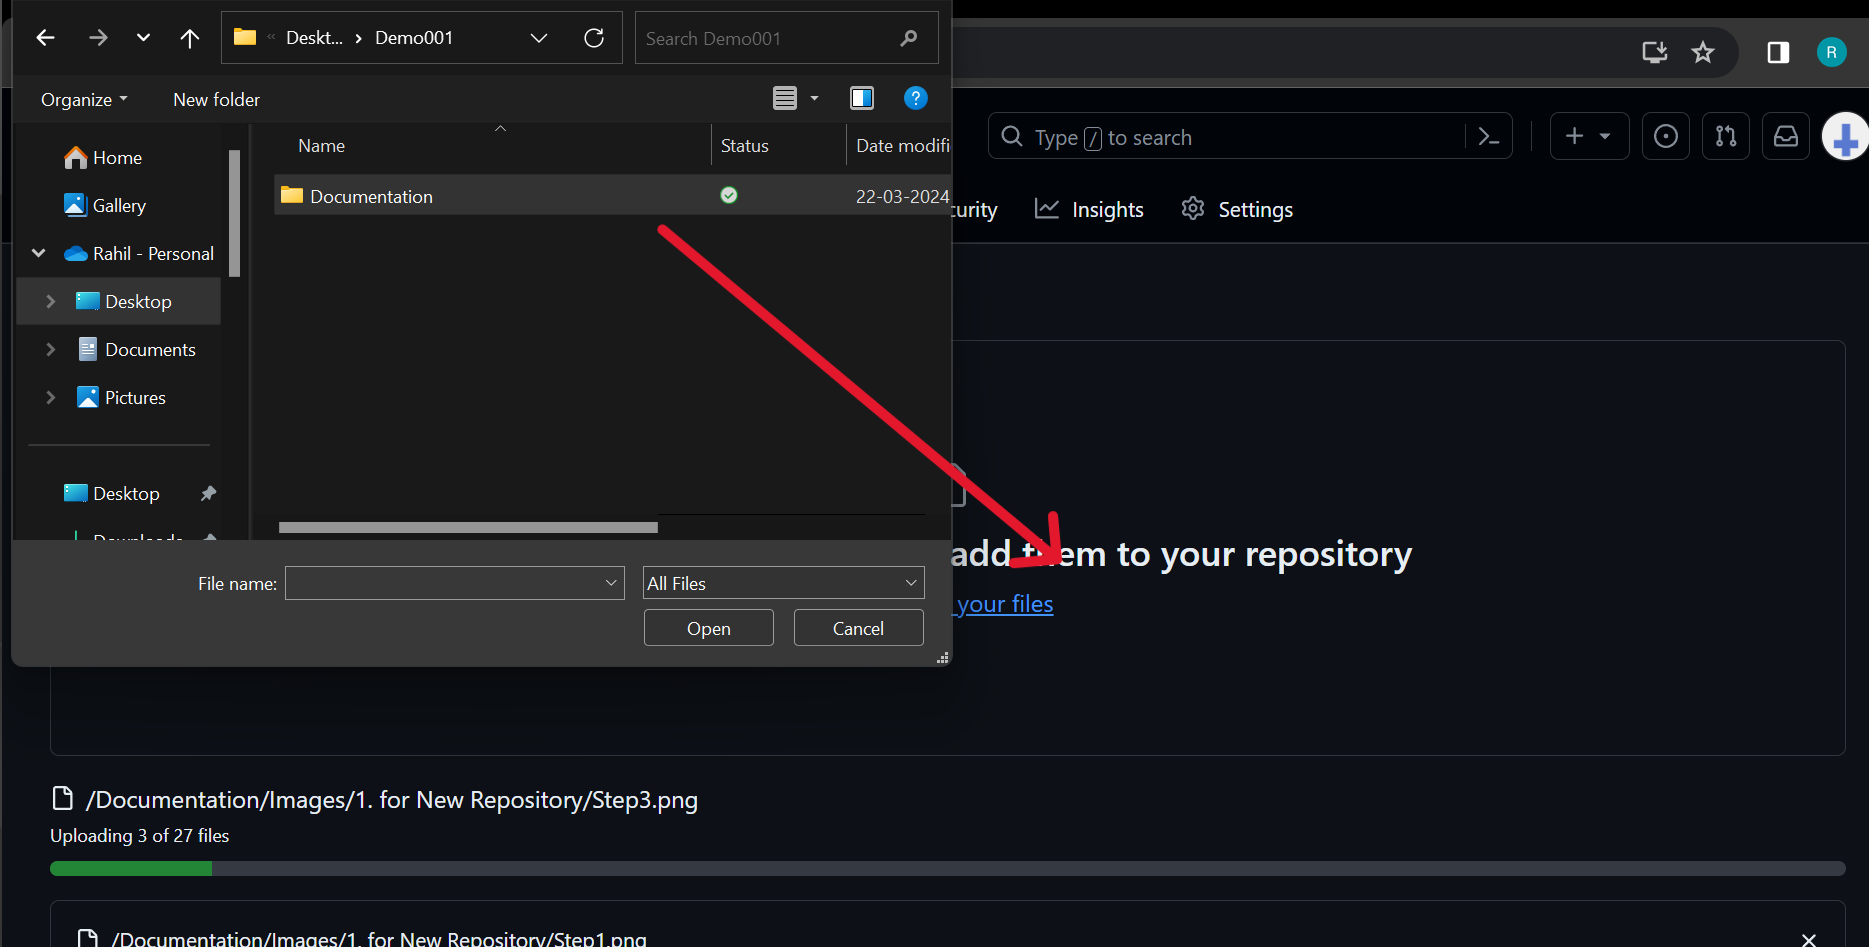 Deskt... > Demo001
Search Demo001
R
Organize
New folder
?
Type / to search
Name
Status
Date modifi
Home
Documentation
22-03-2024
Gallery
curity
Insights
Settings
Rahil - Personal
Desktop
Documents
Pictures
Desktop
Downloads
add them to your repository
File name:
All Files
your files
Open
Cancel
/Documentation/Images/1. for New Repository/Step3.png
Uploading 3 of 27 files
/Documentation/Images/1. for New Repository/Step1.png